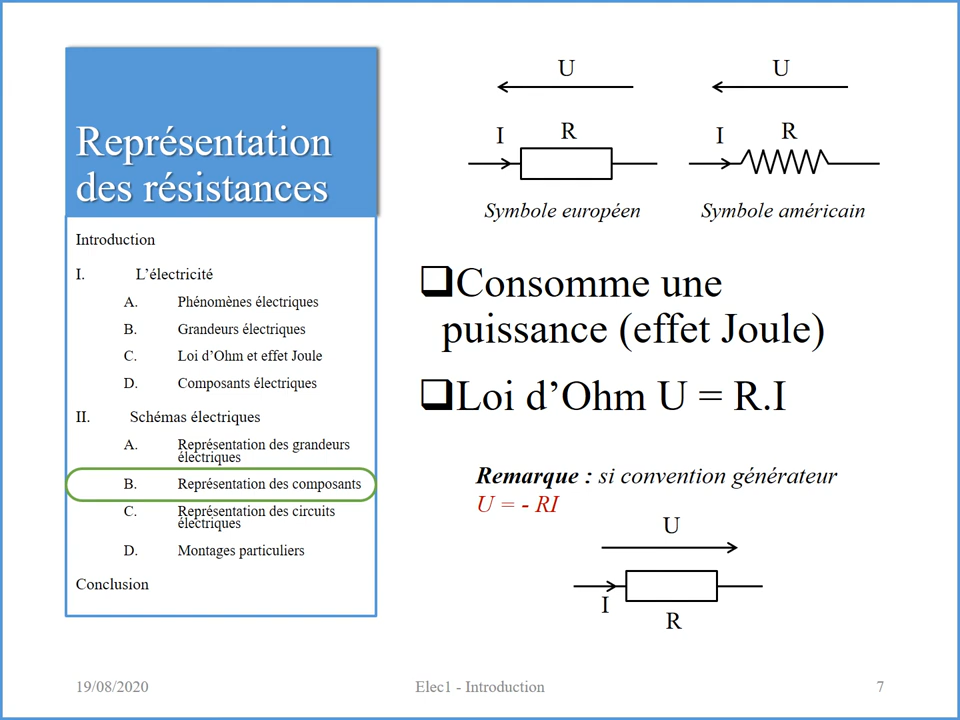 Représentation
des résistances
Introduction
I. L’électricité
A. Phénomènes électriques
B. Grandeurs électriques
C. Loi d’Ohm et effet Joule
D. Composants électriques
II. Schémas électriques
A. Représentation des grandeurs
électriques
B. Représentation des composants
C. Représentation des circuits
électriques
D. Montages particuliers
Conclusion
U
I R
Symbole européen
U
I R
Symbole américain
❑Consomme une
puissance (effet Joule)
❑Loi d’Ohm U = R.I
Remarque : si convention générateur
U = - RI
U
I
R
19/08/2020
Elec1 - Introduction
7